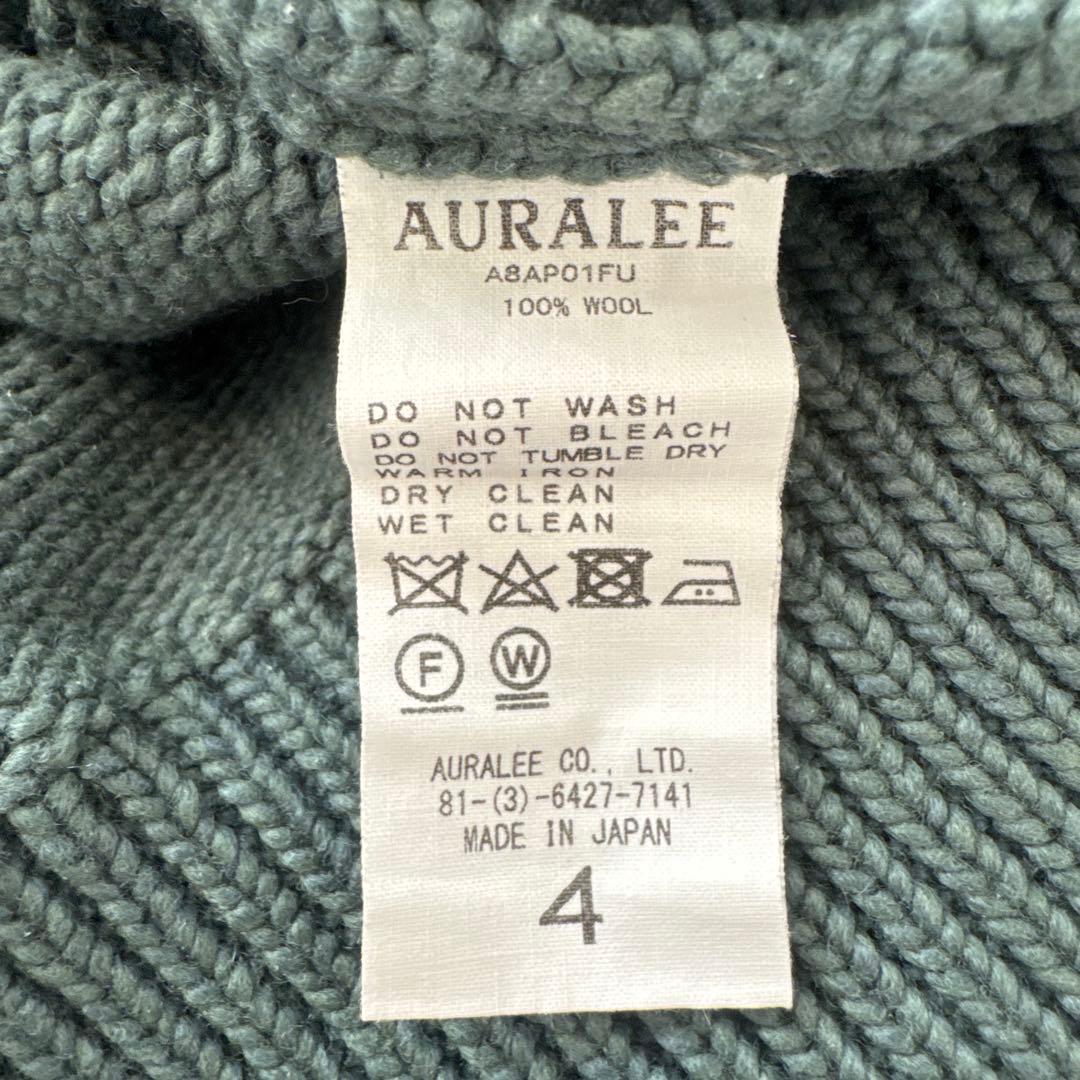 AURALEE
A8AP01FU
100% WOOL
DO NOT WASH
DO NOT BLEACH
DO NOT TUMBLE DRY
WARM IRON
DRY CLEAN
WET CLEAN
F W
AURALEE CO., LTD.
81-(3)-6427-7141
MADE IN JAPAN
4